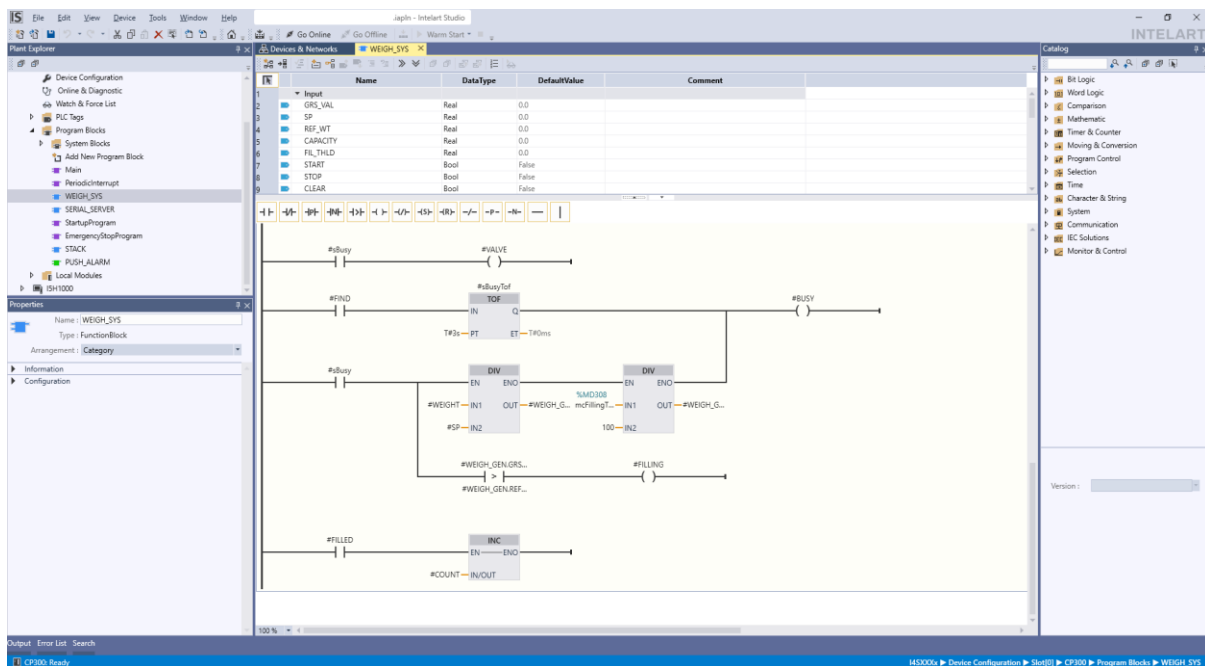 IS File Edit View Device Tools Window Help
.iapln - Intelart Studio
Go Online Go Offline Warm Start
INTELART
Plant Explorer
Device Configuration
Online & Diagnostic
Watch & Force List
PLC Tags
Program Blocks
System Blocks
Add New Program Block
Main
PeriodicInterrupt
WEIGH_SYS
SERIAL_SERVER
StartupProgram
EmergencyStopProgram
STACK
PUSH_ALARM
Local Modules
ISH1000
Properties
Name : WEIGH_SYS
Type : FunctionBlock
Arrangement : Category
Information
Configuration
Devices & Networks WEIGH_SYS
Name DataType DefaultValue Comment
1 Input
2 GRS_VAL Real 0.0
3 SP Real 0.0
4 REF_WT Real 0.0
5 CAPACITY Real 0.0
6 FIL_THLD Real 0.0
7 START Bool False
8 STOP Bool False
9 CLEAR Bool False
#sBusy #VALVE
#sBusyTof
#FIND TOF #BUSY
IN Q
T#3s PT ET T#0ms
#sBusy DIV DIV
EN ENO EN ENO
%MD308
#WEIGHT IN1 OUT #WEIGH_G... mcFillingT... IN1 OUT #WEIGH_G...
#SP IN2 100 IN2
#WEIGH_GEN.GRS... #FILLING
>
#WEIGH_GEN.REF...
#FILLED INC
EN ENO
#COUNT IN/OUT
100 %
Catalog
Bit Logic
Word Logic
Comparison
Mathematic
Timer & Counter
Moving & Conversion
Program Control
Selection
Time
Character & String
System
Communication
IEC Solutions
Monitor & Control
Version :
Output Error List Search
CP300: Ready
I4SXXXx ▶ Device Configuration ▶ Slot[0] ▶ CP300 ▶ Program Blocks ▶ WEIGH_SYS